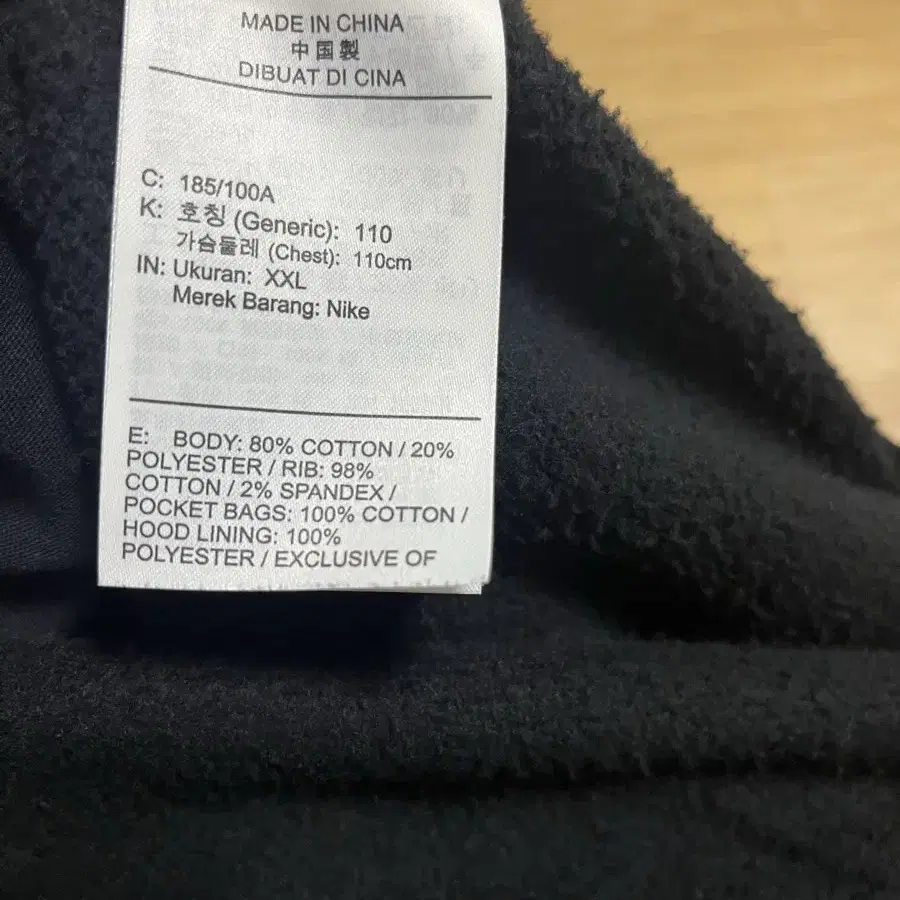 MADE IN CHINA
中国製
DIBUAT DI CINA
C: 185/100A
K: 호칭 (Generic): 110
가슴둘레 (Chest): 110cm
IN: Ukuran: XXL
Merek Barang: Nike
E: BODY: 80% COTTON / 20%
POLYESTER / RIB: 98%
COTTON / 2% SPANDEX /
POCKET BAGS: 100% COTTON /
HOOD LINING: 100%
POLYESTER / EXCLUSIVE OF